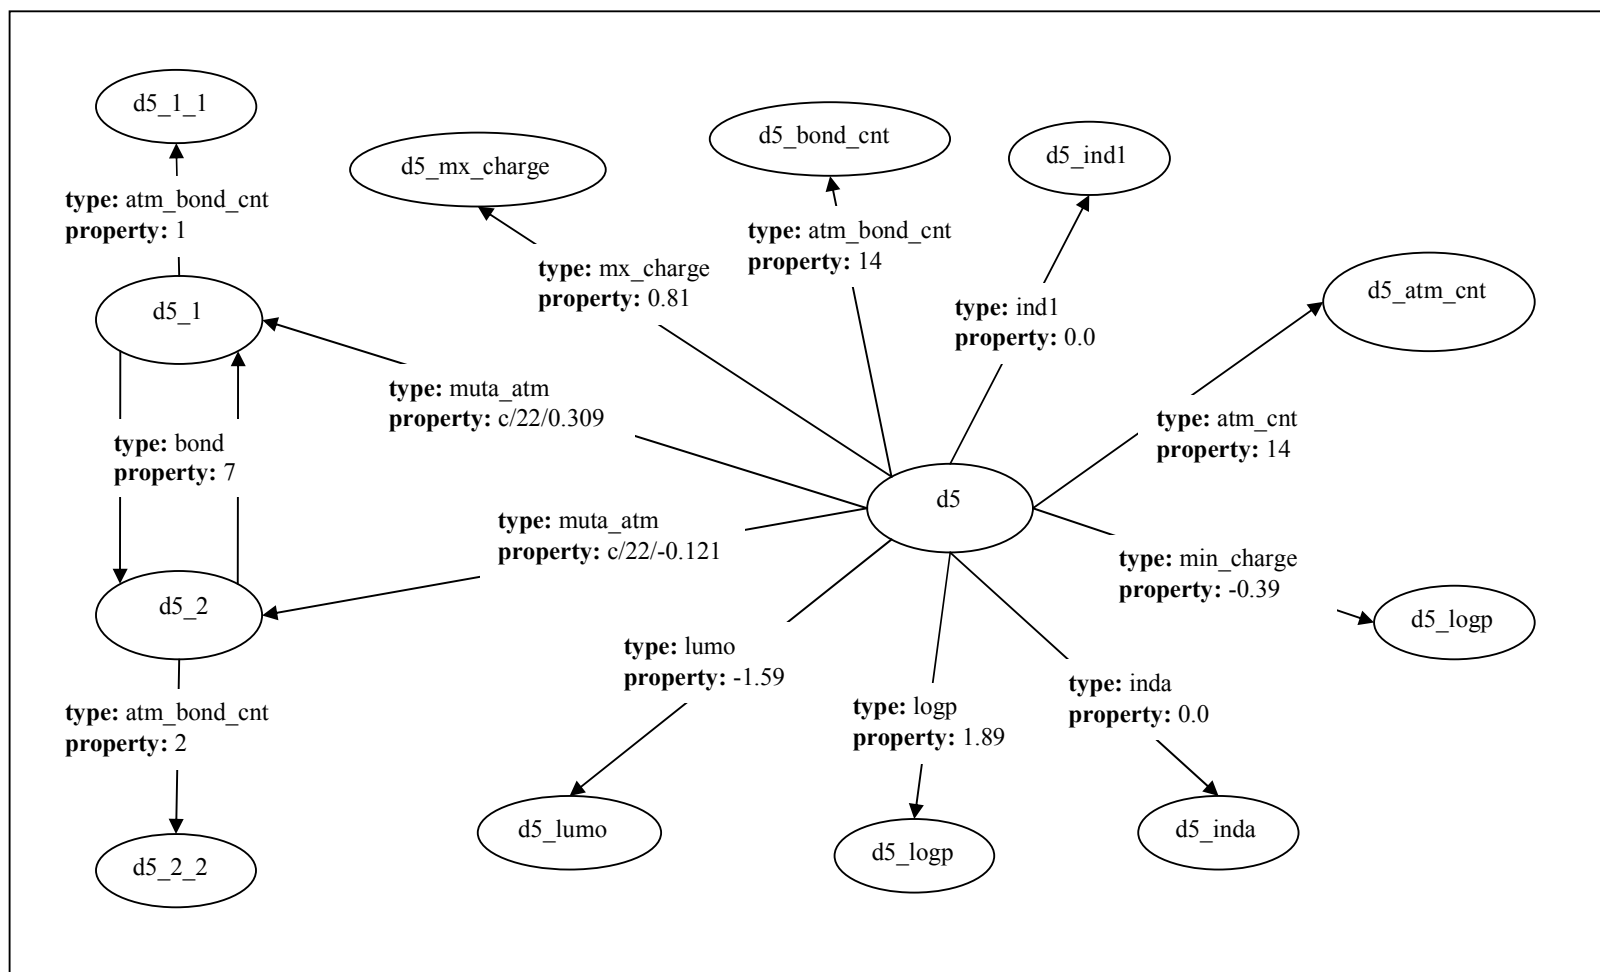 d5_1_1
type: atm_bond_cnt
property: 1
d5_1
type: bond
property: 7
d5_2
type: atm_bond_cnt
property: 2
d5_2_2
d5_mx_charge
type: mx_charge
property: 0.81
d5_bond_cnt
type: atm_bond_cnt
property: 14
d5_ind1
type: ind1
property: 0.0
d5_atm_cnt
type: atm_cnt
property: 14
type: muta_atm
property: c/22/0.309
d5
type: muta_atm
property: c/22/-0.121
type: min_charge
property: -0.39
d5_logp
type: lumo
property: -1.59
d5_lumo
type: logp
property: 1.89
d5_logp
type: inda
property: 0.0
d5_inda